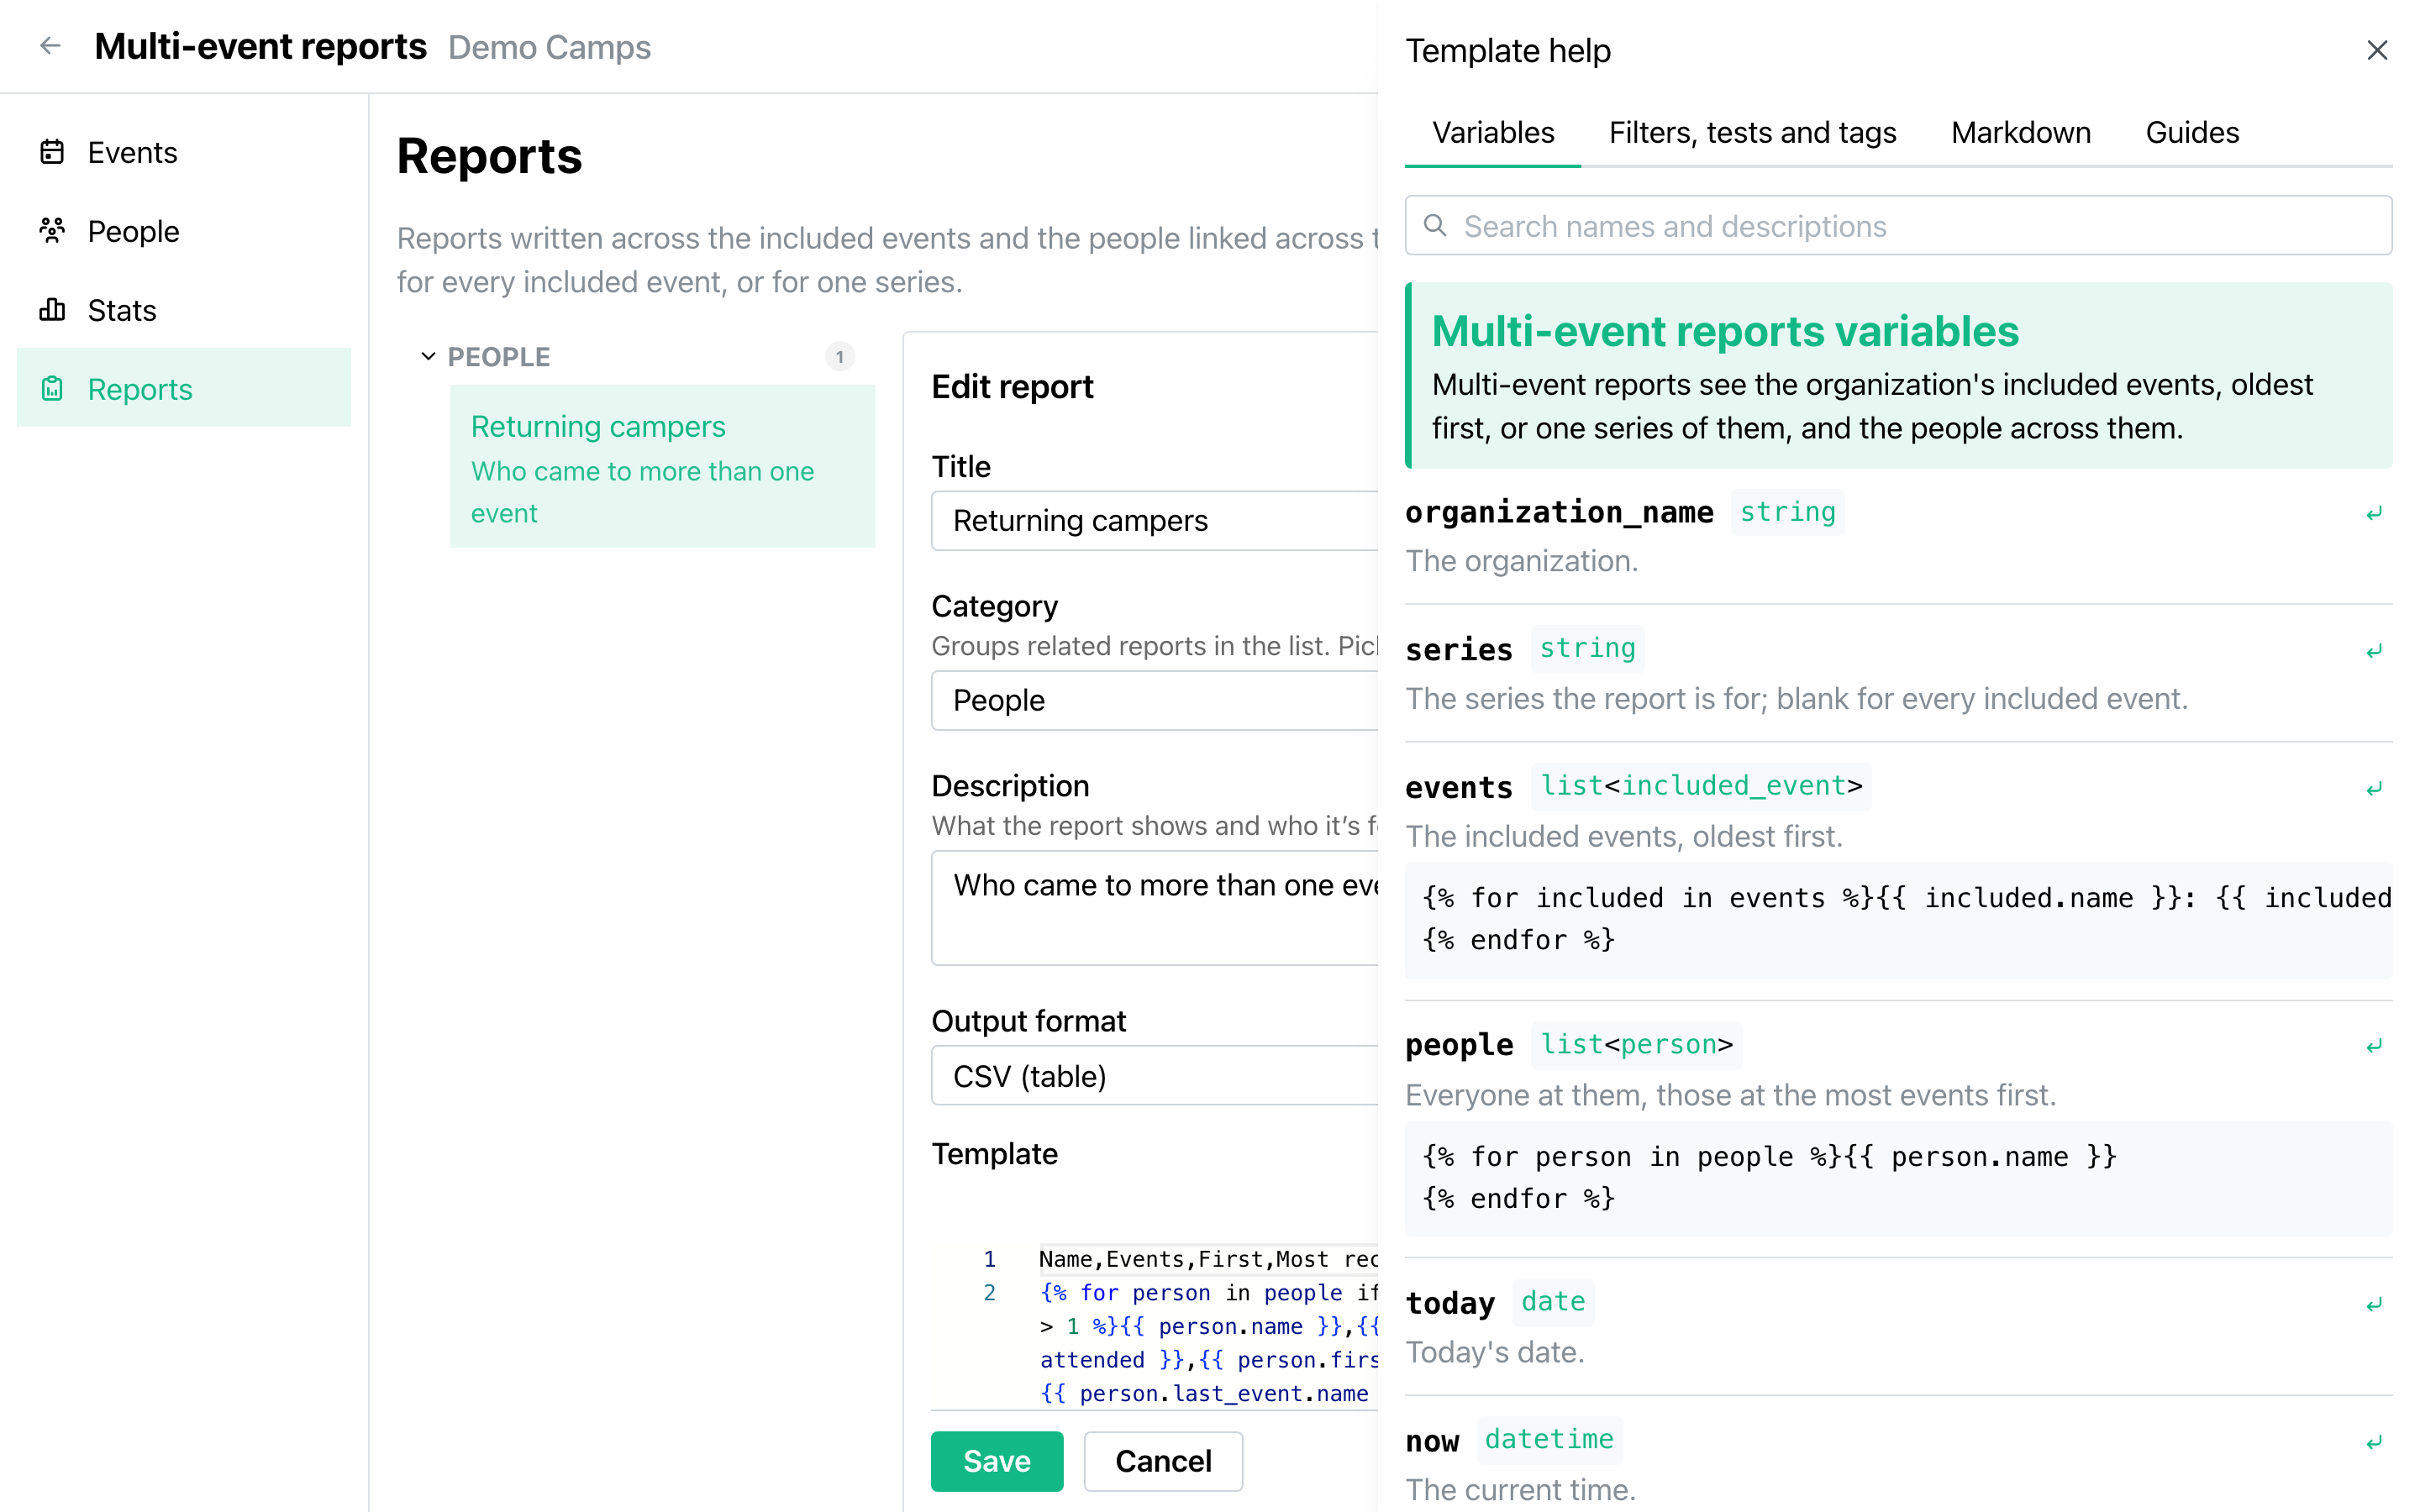 Multi-event reports Demo Camps
Events
People
Stats
Reports
Reports
Reports written across the included events and the people linked across
for every included event, or for one series.
PEOPLE 1
Returning campers
Who came to more than one
event
Edit report
Title
Returning campers
Category
Groups related reports in the list.
People
Description
What the report shows and who it’s
Who came to more than one
Output format
CSV (table)
Template
1 Name,Events,First,Most
2 {% for person in people if
> 1 %}{{ person.name }},{{
attended }},{{
{{ person.last_event.name
Save Cancel
Template help
Variables Filters, tests and tags Markdown Guides
Search names and descriptions
Multi-event reports variables
Multi-event reports see the organization's included events, oldest
first, or one series of them, and the people across them.
organization_name string
The organization.
series string
The series the report is for; blank for every included event.
events list<included_event>
The included events, oldest first.
{% for included in events %}{{ included.name }}: {{ included
{% endfor %}
people list<person>
Everyone at them, those at the most events first.
{% for person in people %}{{ person.name }}
{% endfor %}
today date
Today's date.
now datetime
The current time.